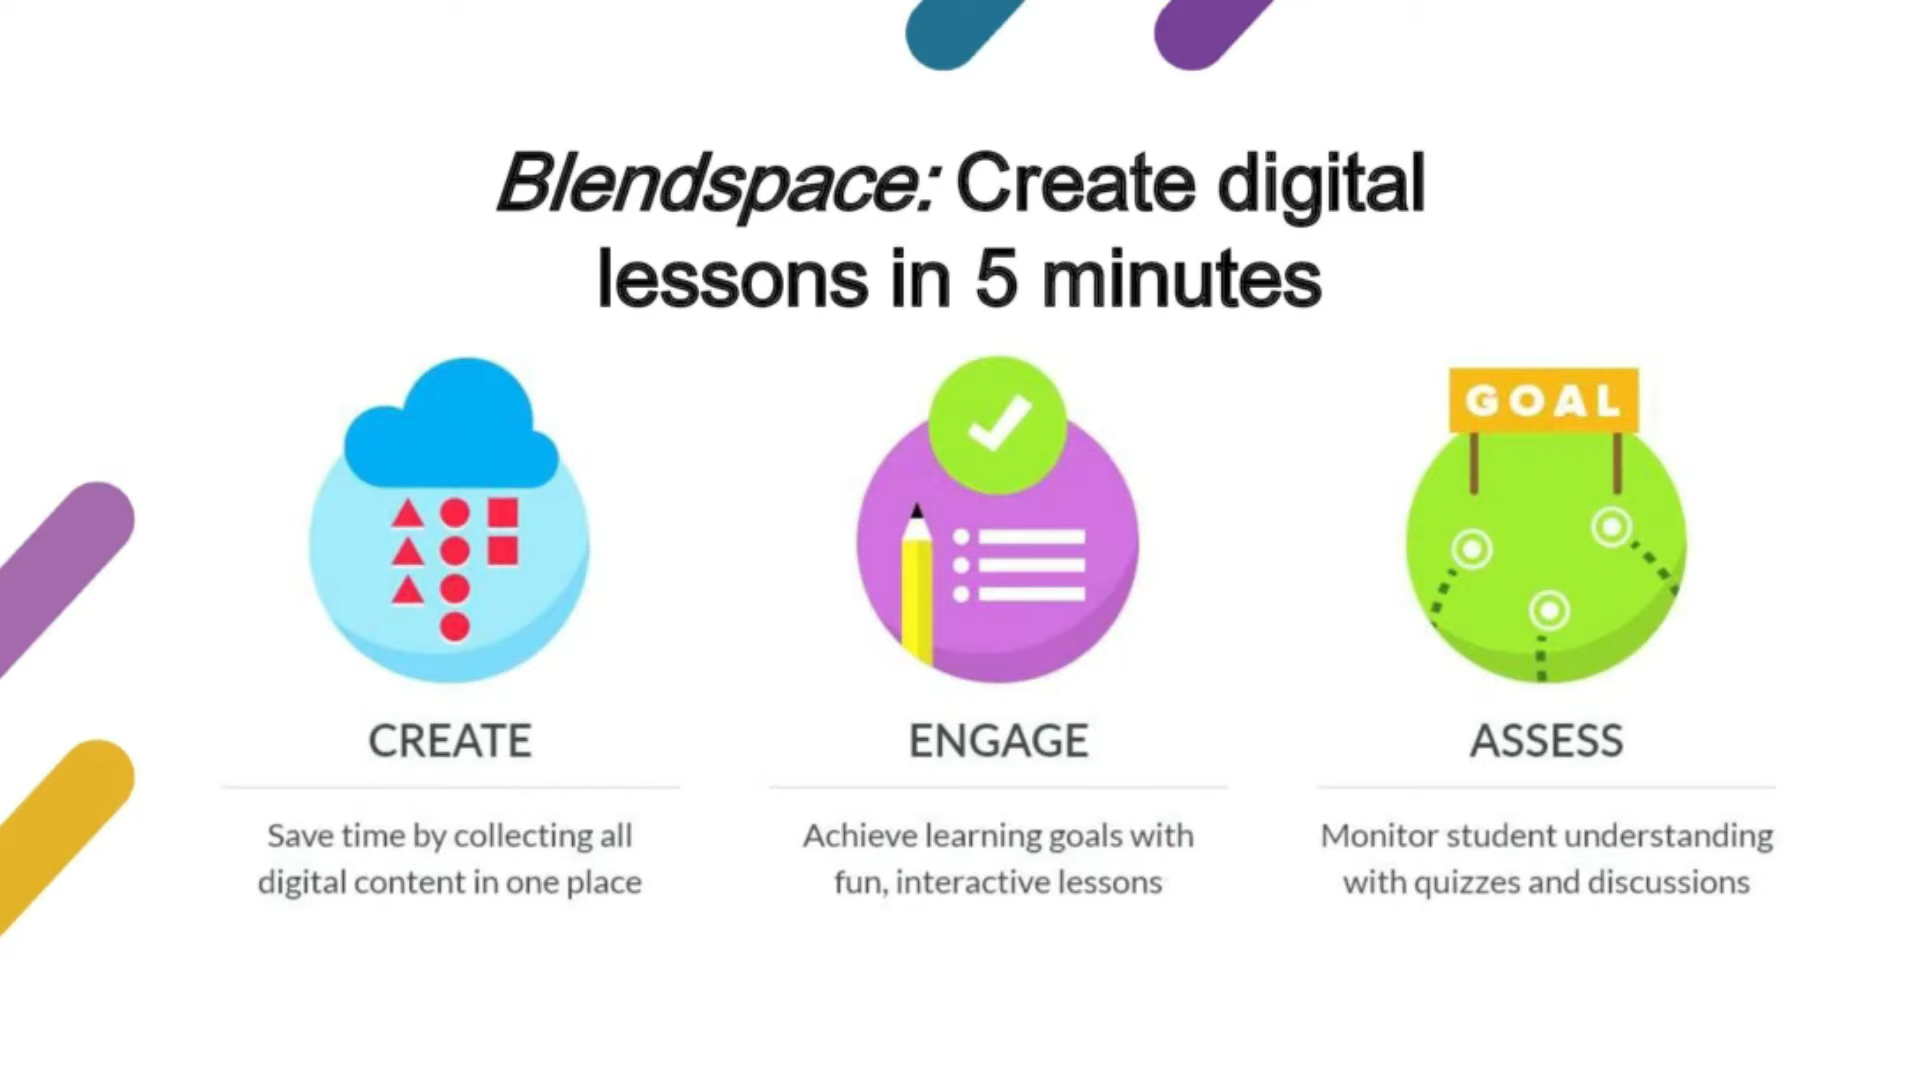 Blendspace: Create digital
lessons in 5 minutes
GOAL
CREATE
ENGAGE
ASSESS
Save time by collecting all
digital content in one place
Achieve learning goals with
fun, interactive lessons
Monitor student understanding
with quizzes and discussions